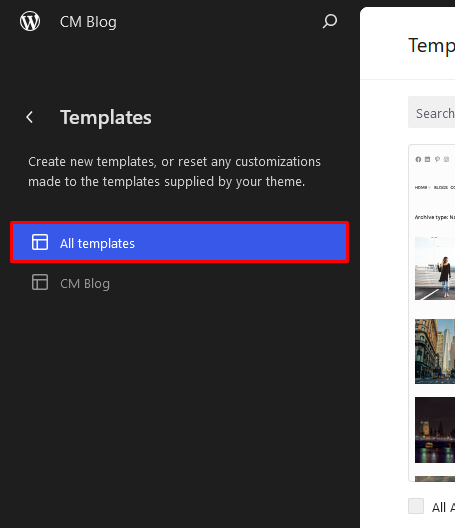 CM Blog
Templates
Create new templates, or reset any customizations
made to the templates supplied by your theme.
All templates
CM Blog
Temp
Search
HOME
BLOGS
Archive type: Na
All A